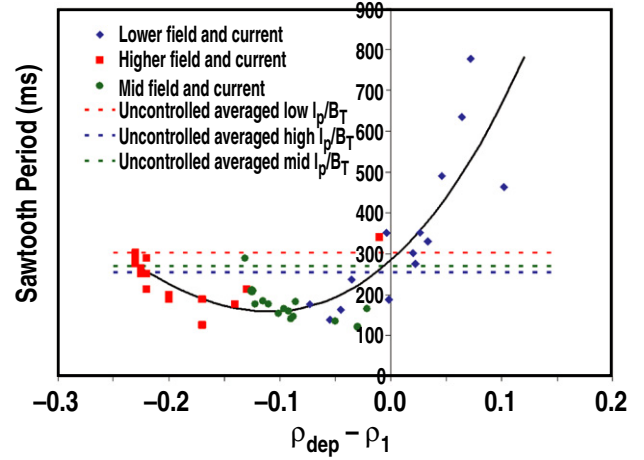 900
800
700
600
500
400
300
200
100
0
Sawtooth Period (ms)
Lower field and current
Higher field and current
Mid field and current
Uncontrolled averaged low Ip/BT
Uncontrolled averaged high Ip/BT
Uncontrolled averaged mid Ip/BT
–0.3 –0.2 –0.1 0.0 0.1 0.2
ρdep – ρ1